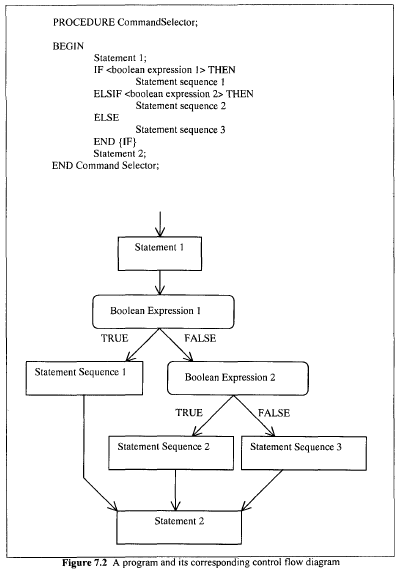 PROCEDURE CommandSelector;
BEGIN
Statement 1;
IF <boolean expression 1> THEN
Statement sequence 1
ELSIF <boolean expression 2> THEN
Statement sequence 2
ELSE
Statement sequence 3
END {IF}
Statement 2;
END Command Selector;
Statement 1
Boolean Expression 1
TRUE FALSE
Statement Sequence 1 Boolean Expression 2
TRUE FALSE
Statement Sequence 2 Statement Sequence 3
Statement 2
Figure 7.2 A program and its corresponding control flow diagram